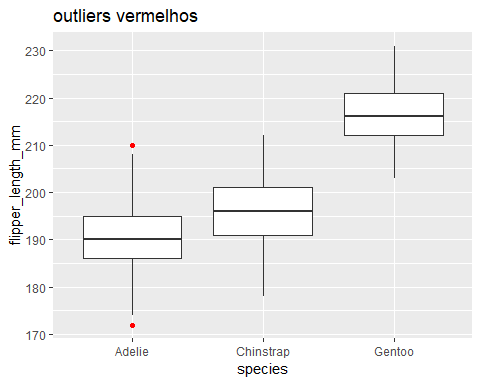 outliers vermelhos
flipper_length_mm
230
220
210
200
190
180
170
Adelie Chinstrap Gentoo
species